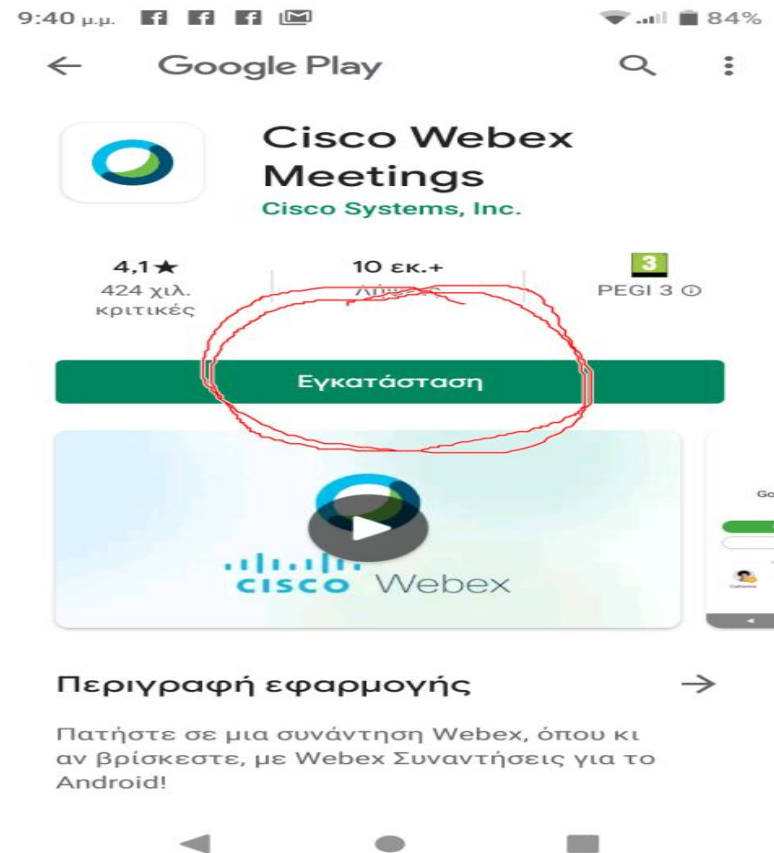 9:40 μ.μ. 84%
Google Play
Cisco Webex
Meetings
Cisco Systems, Inc.
4,1★ 10 εκ.+ 3
424 χιλ. Λήψεις PEGI 3
κριτικές
Εγκατάσταση
cisco Webex
Περιγραφή εφαρμογής
Πατήστε σε μια συνάντηση Webex, όπου κι
αν βρίσκεστε, με Webex Συναντήσεις για το
Android!